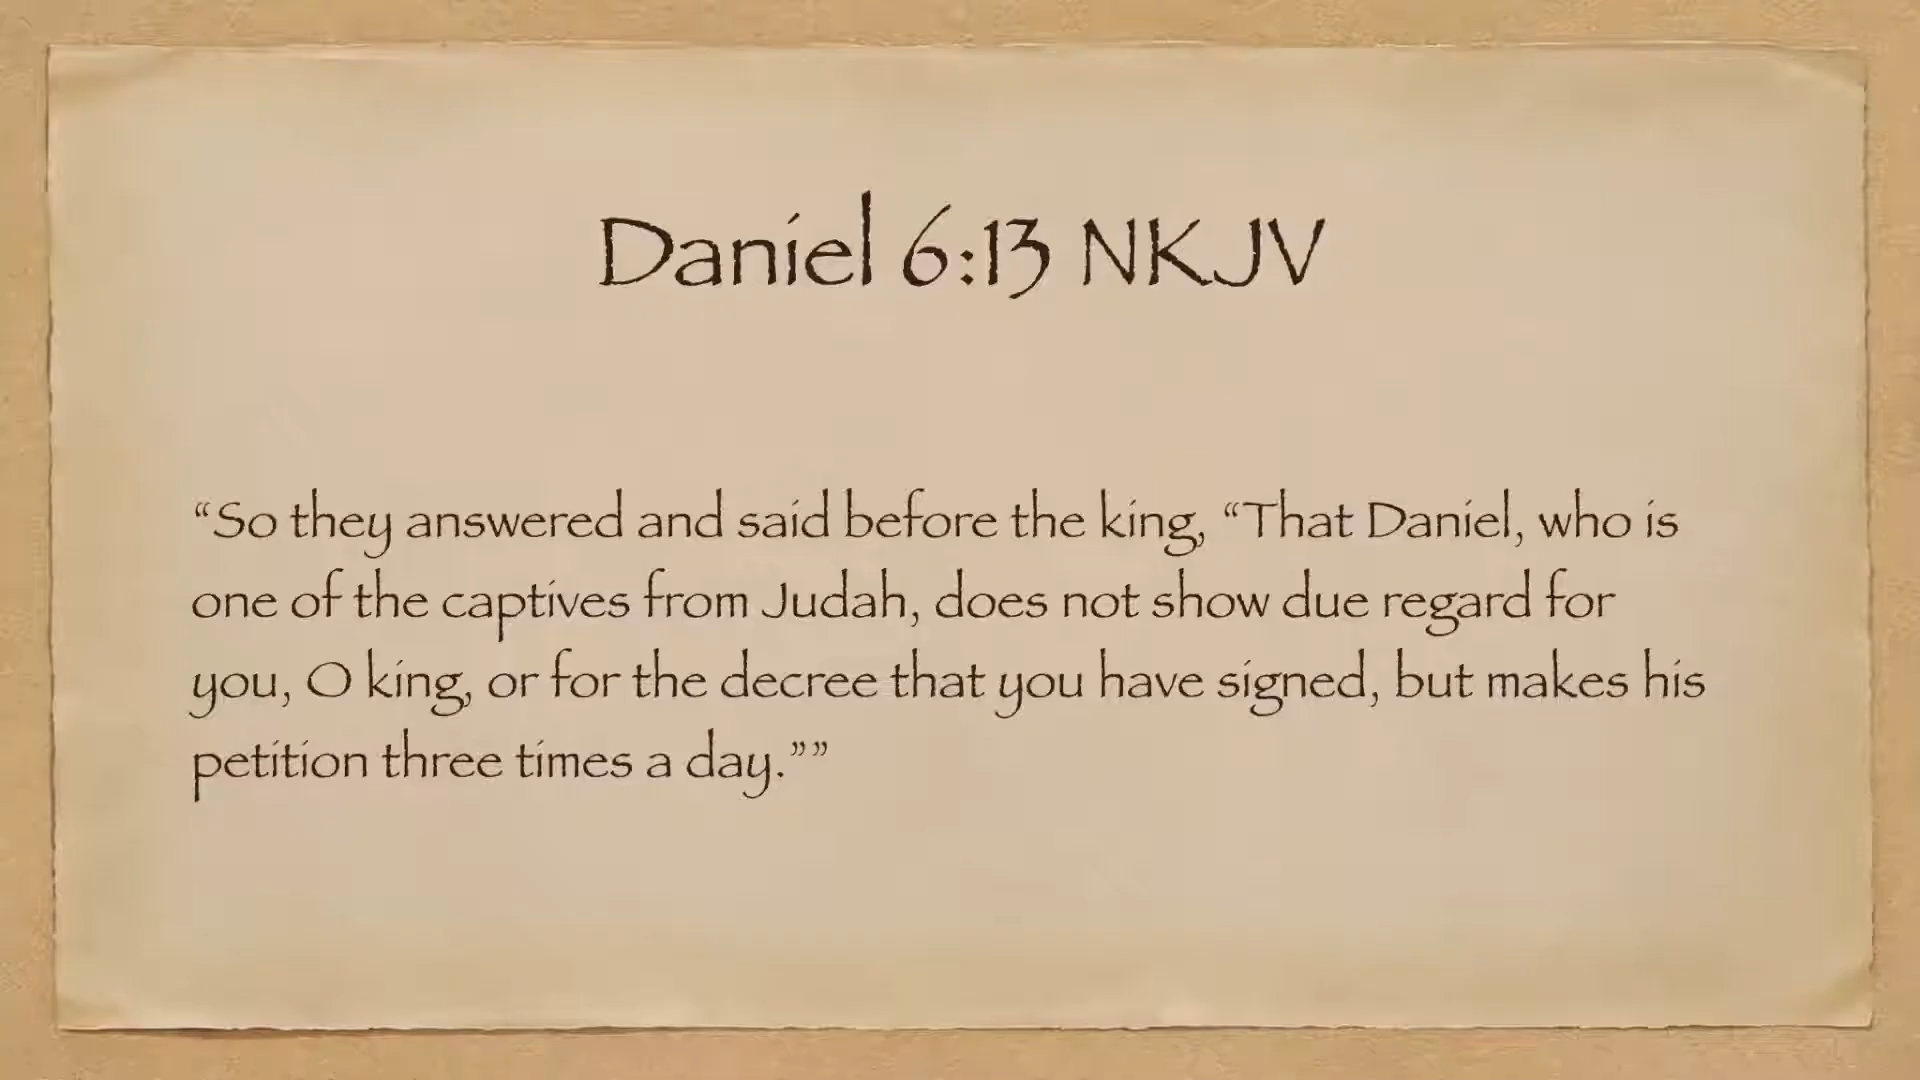 Daniel 6:13 NKJV
“So they answered and said before the king, “That Daniel, who is
one of the captives from Judah, does not show due regard for
you, O king, or for the decree that you have signed, but makes his
petition three times a day.””